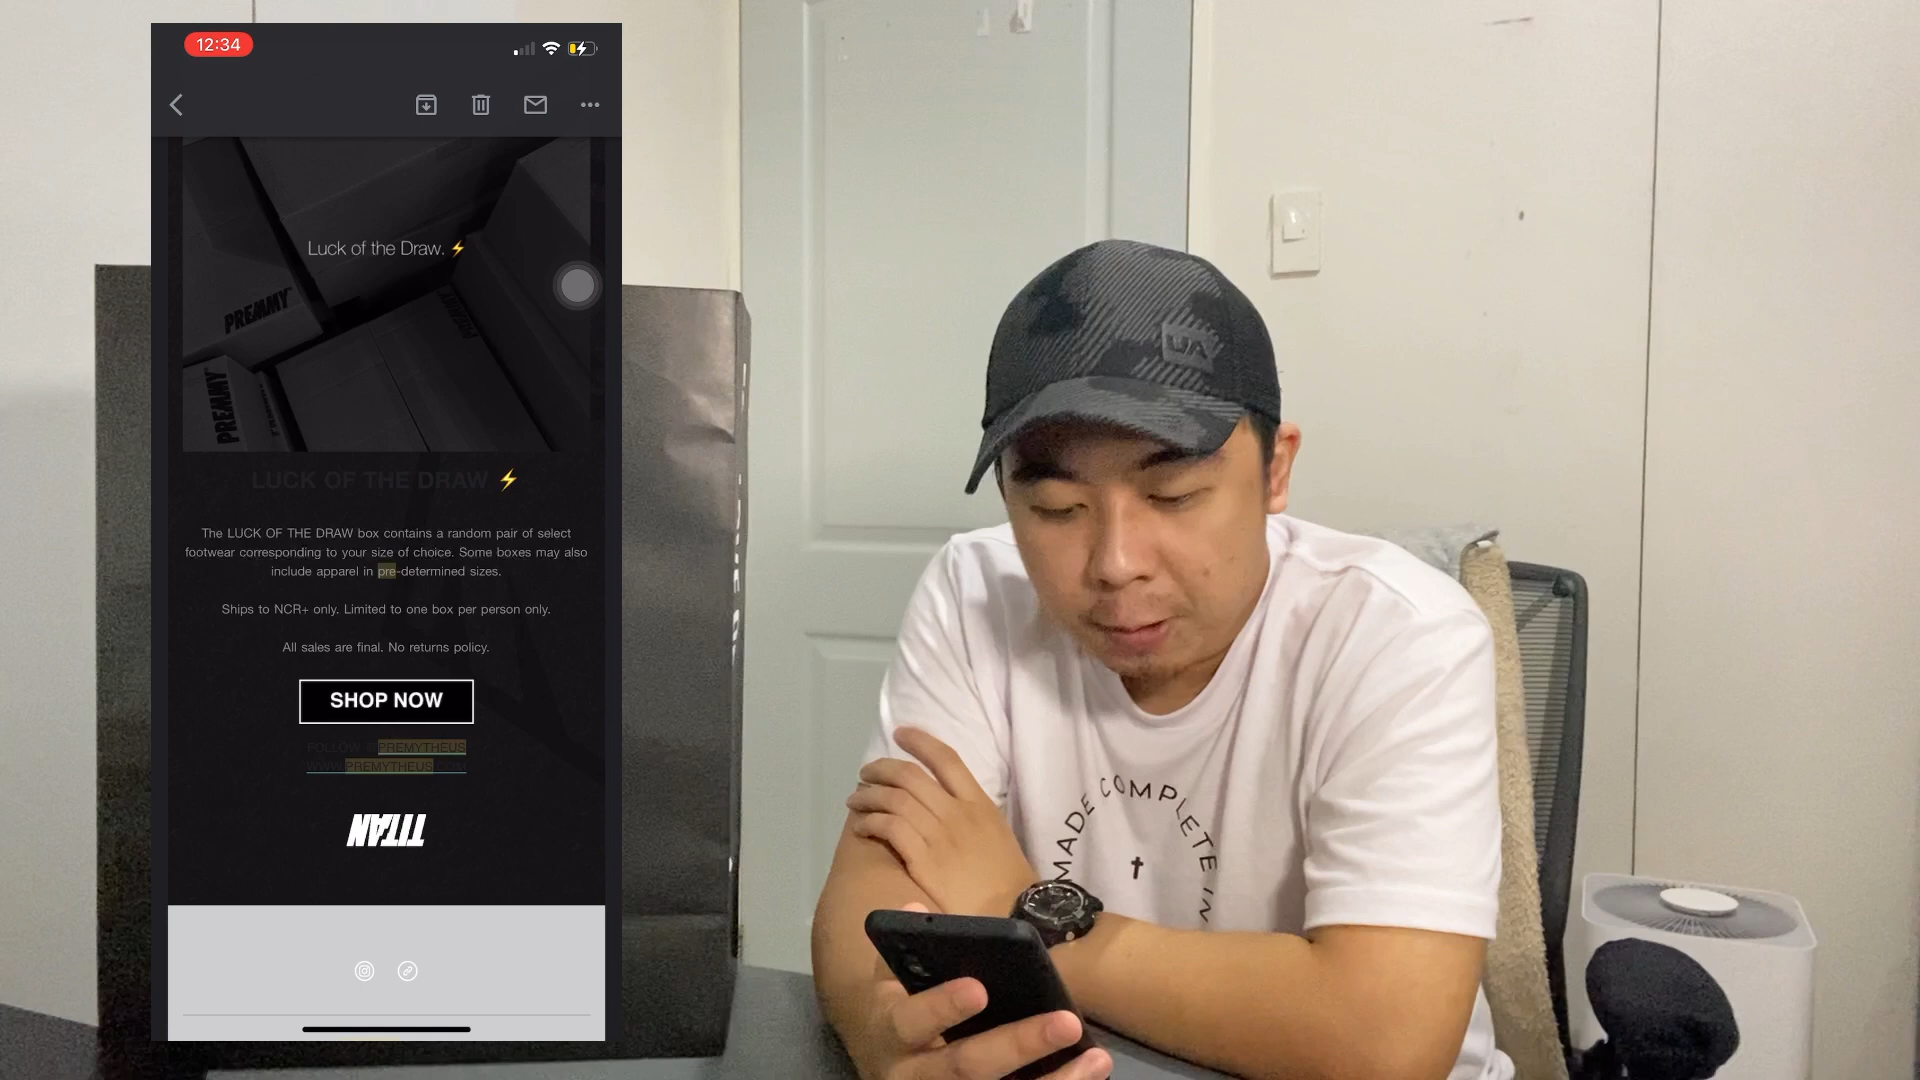 12:34
Luck of the Draw. ⚡
PREMMY
PREMMY
PREMMY
LUCK OF THE DRAW ⚡
The LUCK OF THE DRAW box contains a random pair of select
footwear corresponding to your size of choice. Some boxes may also
include apparel in pre-determined sizes.
Ships to NCR+ only. Limited to one box per person only.
All sales are final. No returns policy.
SHOP NOW
FOLLOW @PREMYTHEUS
WWW.PREMYTHEUS.COM
TITAN
UA
MADE COMPLETE IN